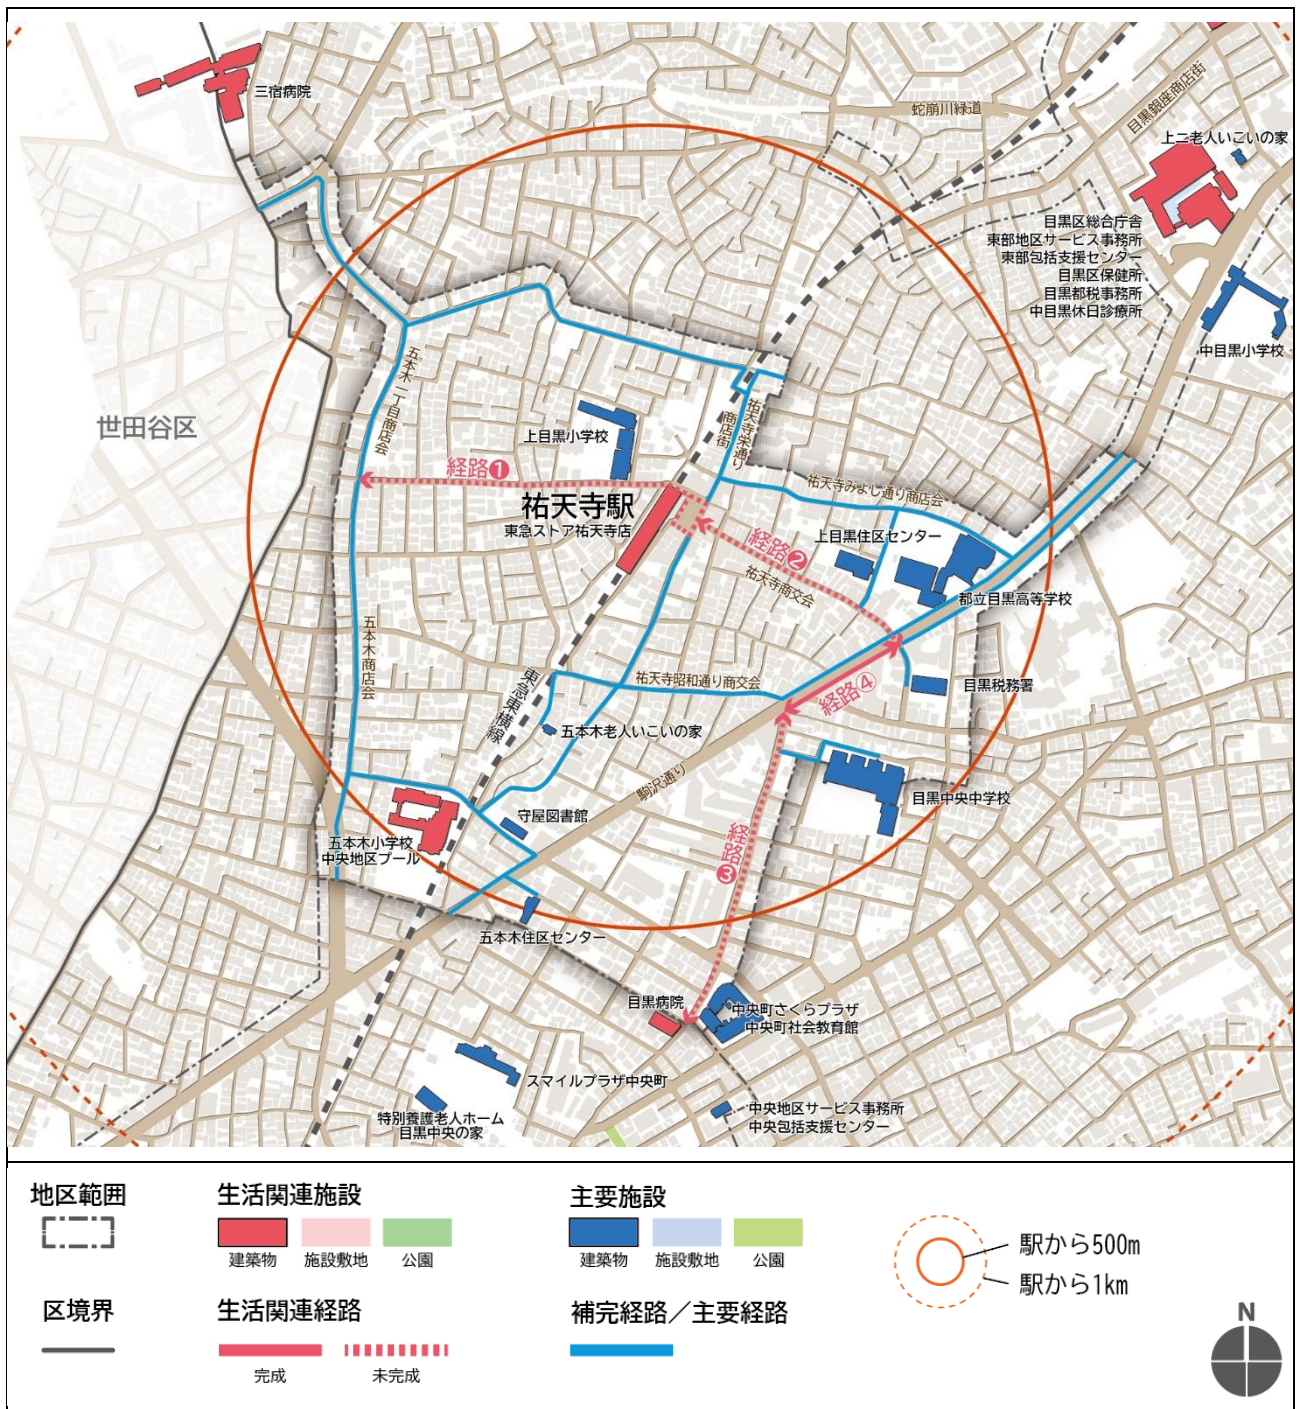 三宿病院
蛇崩川緑道
目黒銀座商店街
上二老人いこいの家
目黒区総合庁舎
東部地区サービス事務所
東部包括支援センター
目黒区保健所
目黒都税事務所
中目黒休日診療所
中目黒小学校
世田谷区
五本木一丁目商店会
上目黒小学校
祐天寺栄通り
商店街
経路❶
祐天寺駅
東急ストア祐天寺店
祐天寺みよし通り商店会
経路❷
上目黒住区センター
祐天寺商交会
都立目黒高等学校
五本木商店会
東急東横線
祐天寺昭和通り商交会
経路④
目黒税務署
五本木老人いこいの家
駒沢通り
目黒中央中学校
守屋図書館
経路❸
五本木小学校
中央地区プール
五本木住区センター
目黒病院
中央町さくらプラザ
中央町社会教育館
スマイルプラザ中央町
特別養護老人ホーム
目黒中央の家
中央地区サービス事務所
中央包括支援センター
地区範囲
生活関連施設
主要施設
建築物
施設敷地
公園
建築物
施設敷地
公園
駅から500m
駅から1km
区境界
生活関連経路
補完経路／主要経路
完成
未完成
N